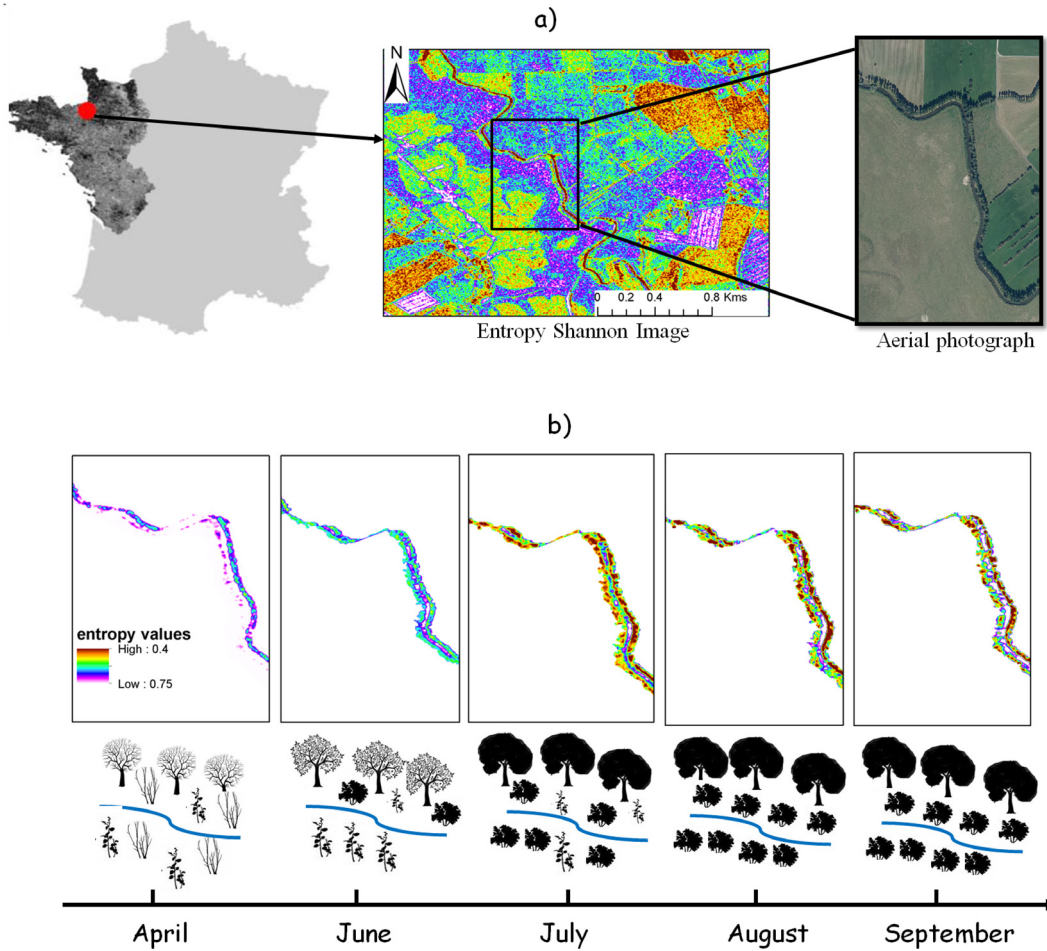 a)
N
0 0.2 0.4 0.8 Kms
Entropy Shannon Image
Aerial photograph
b)
entropy values
High : 0.4
Low : 0.75
April
June
July
August
September